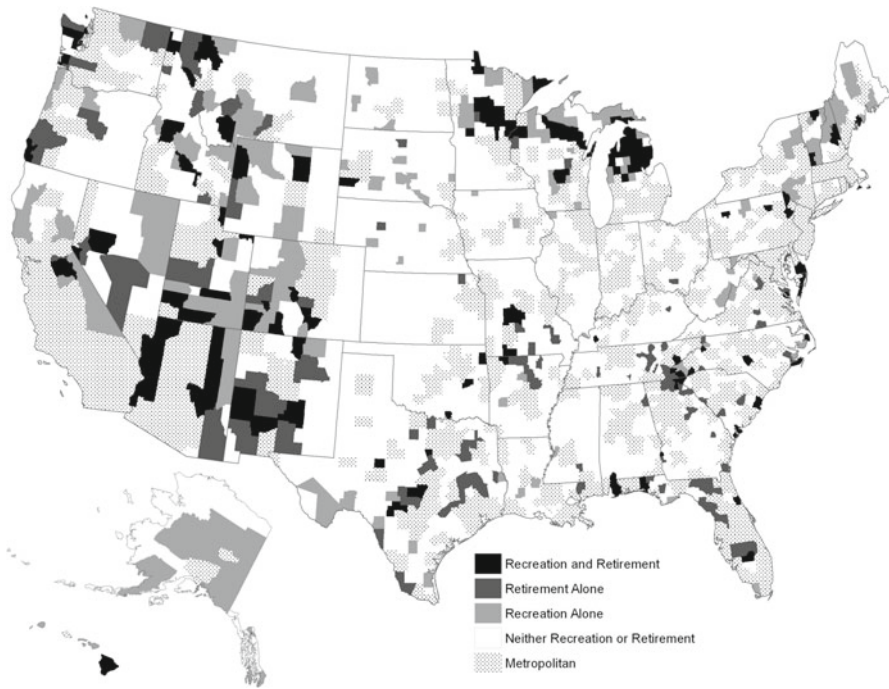 Recreation and Retirement
Retirement Alone
Recreation Alone
Neither Recreation or Retirement
Metropolitan